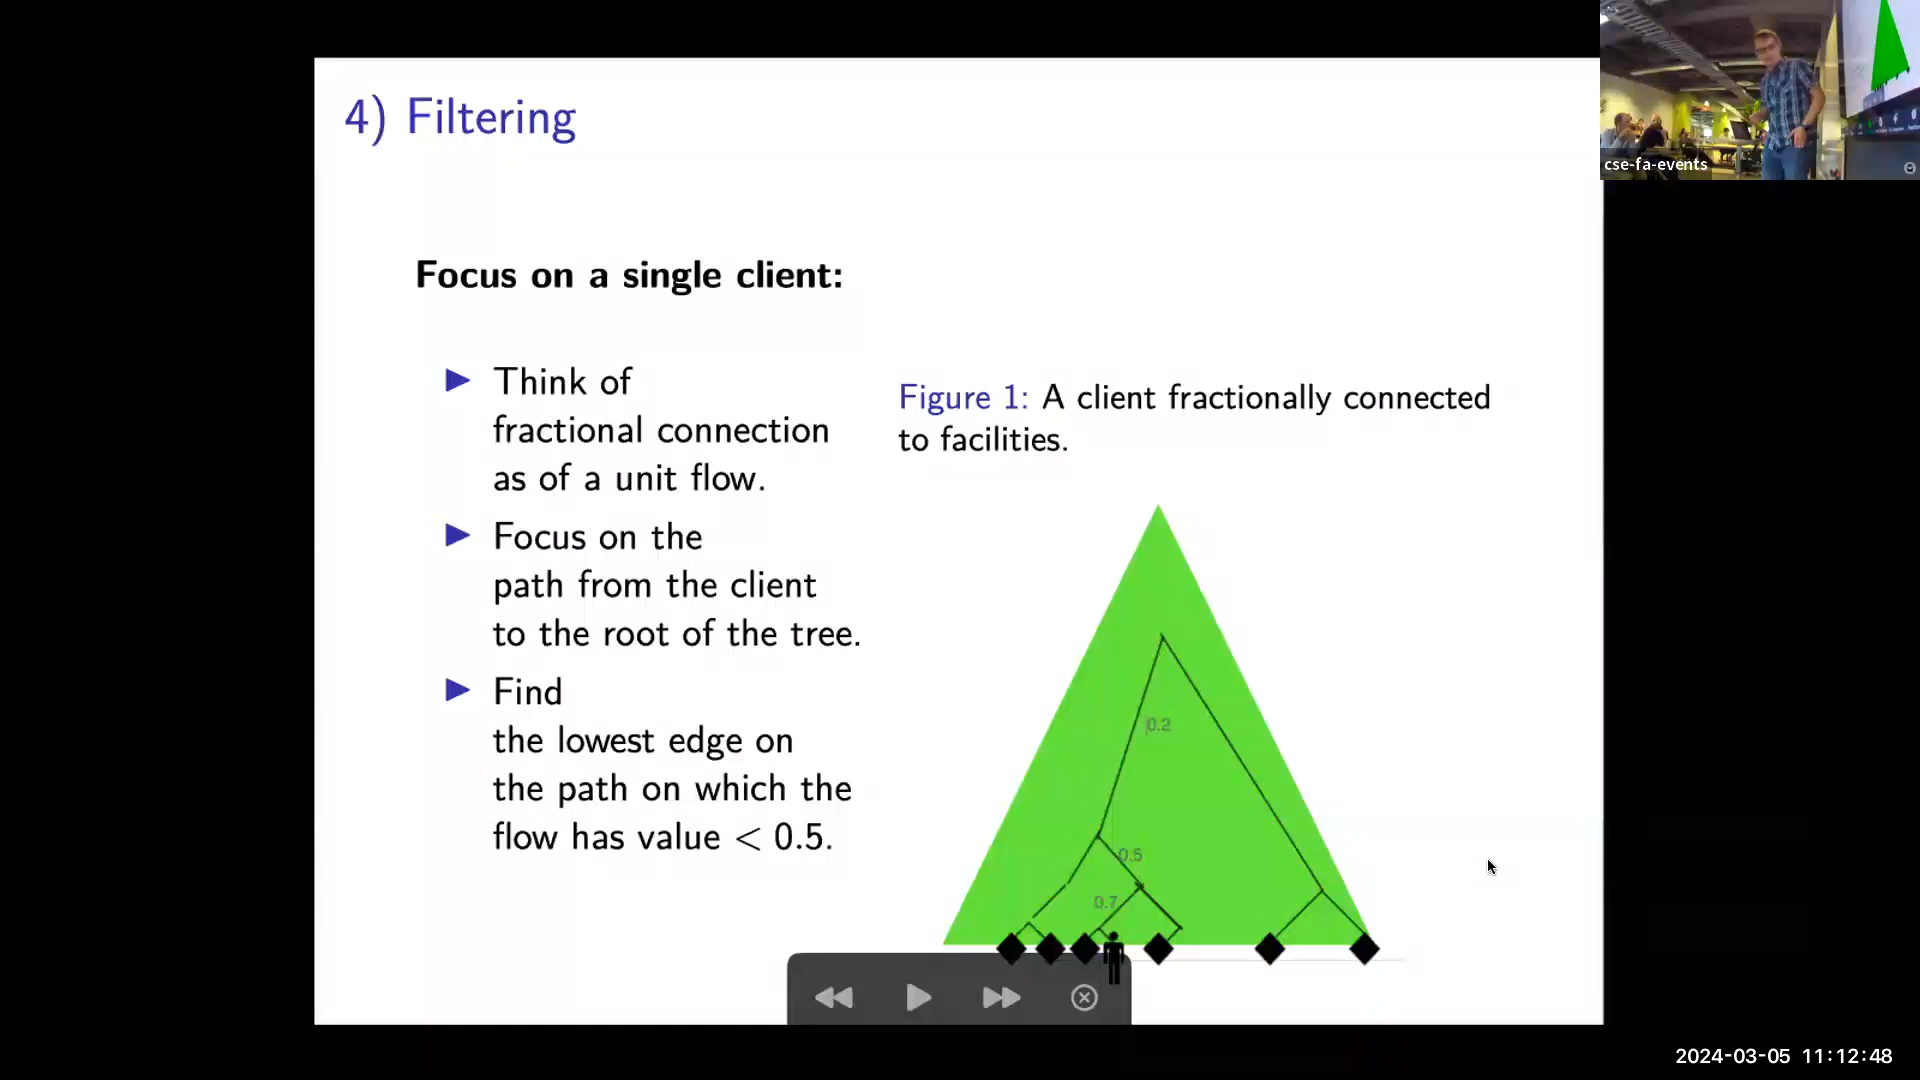 4) Filtering
Focus on a single client:
Think of
fractional connection
as of a unit flow.
Focus on the
path from the client
to the root of the tree.
Find
the lowest edge on
the path on which the
flow has value < 0.5.
Figure 1: A client fractionally connected
to facilities.
0.2
0.5
0.7
cse-fa-events
2024-03-05 11:12:48